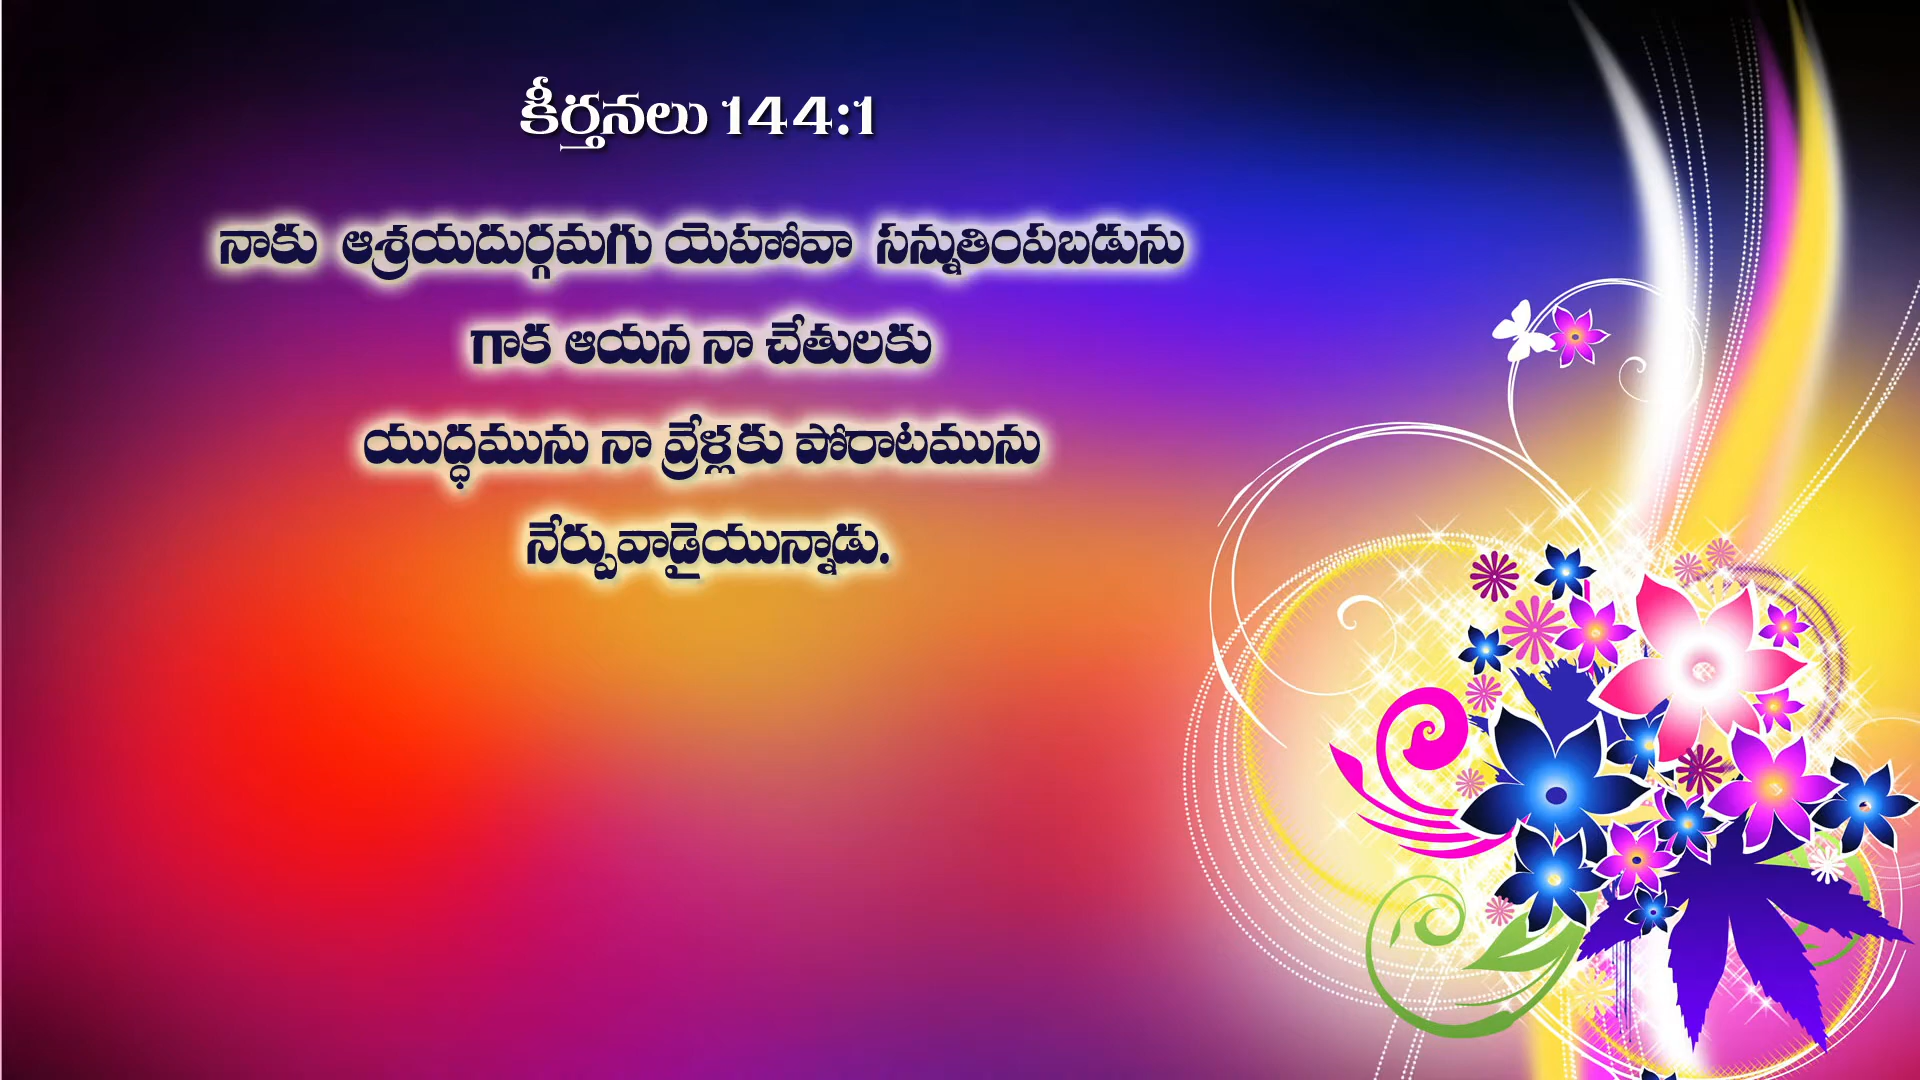 కీర్తనలు 144:1
నాకు ఆశ్రయదుర్గమగు యెహోవా సన్నుతింపబడును
గాక ఆయన నా చేతులకు
యుద్ధమును నా వ్రేళ్లకు పోరాటమును
నేర్పువాడైయున్నాడు.